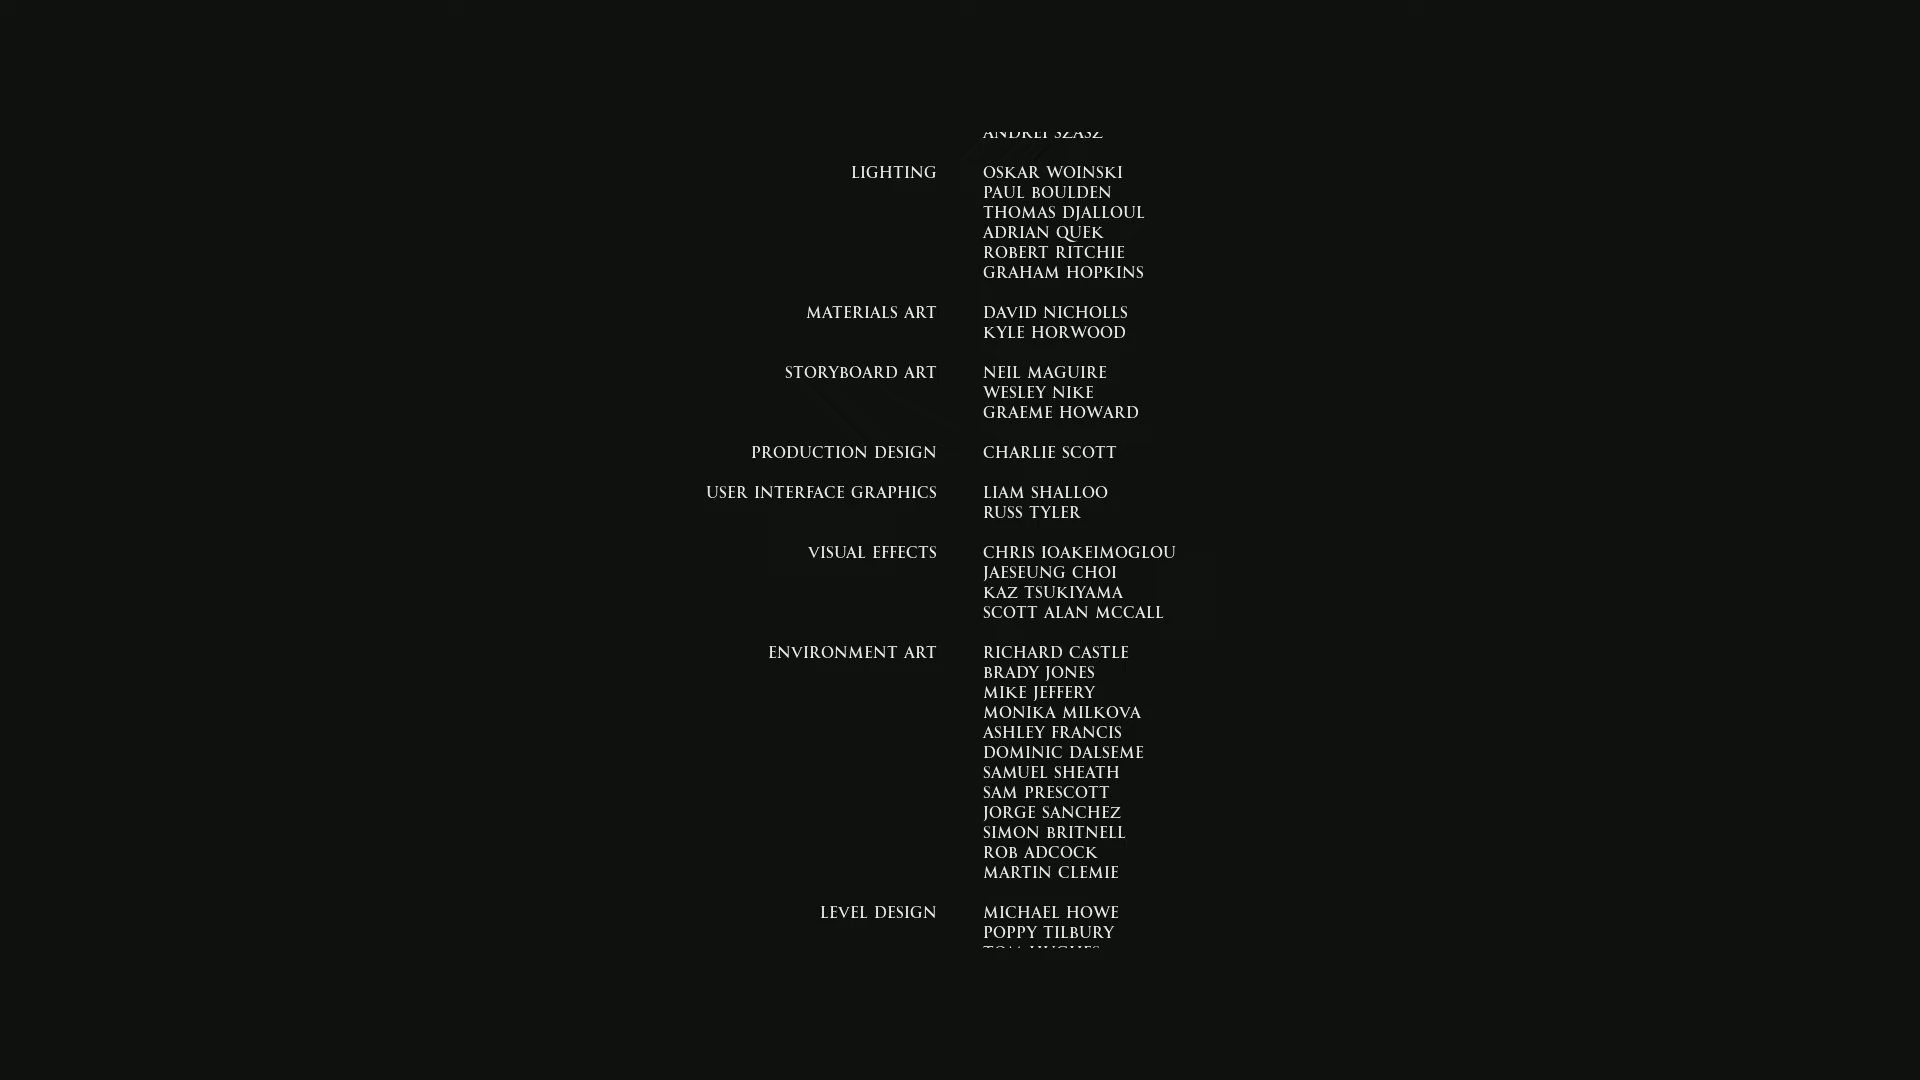 ANDREI SZASZ
LIGHTING OSKAR WOINSKI
PAUL BOULDEN
THOMAS DJALLOUL
ADRIAN QUEK
ROBERT RITCHIE
GRAHAM HOPKINS
MATERIALS ART DAVID NICHOLLS
KYLE HORWOOD
STORYBOARD ART NEIL MAGUIRE
WESLEY NIKE
GRAEME HOWARD
PRODUCTION DESIGN CHARLIE SCOTT
USER INTERFACE GRAPHICS LIAM SHALLOO
RUSS TYLER
VISUAL EFFECTS CHRIS IOAKEIMOGLOU
JAESEUNG CHOI
KAZ TSUKIYAMA
SCOTT ALAN MCCALL
ENVIRONMENT ART RICHARD CASTLE
BRADY JONES
MIKE JEFFERY
MONIKA MILKOVA
ASHLEY FRANCIS
DOMINIC DALSEME
SAMUEL SHEATH
SAM PRESCOTT
JORGE SANCHEZ
SIMON BRITNELL
ROB ADCOCK
MARTIN CLEMIE
LEVEL DESIGN MICHAEL HOWE
POPPY TILBURY